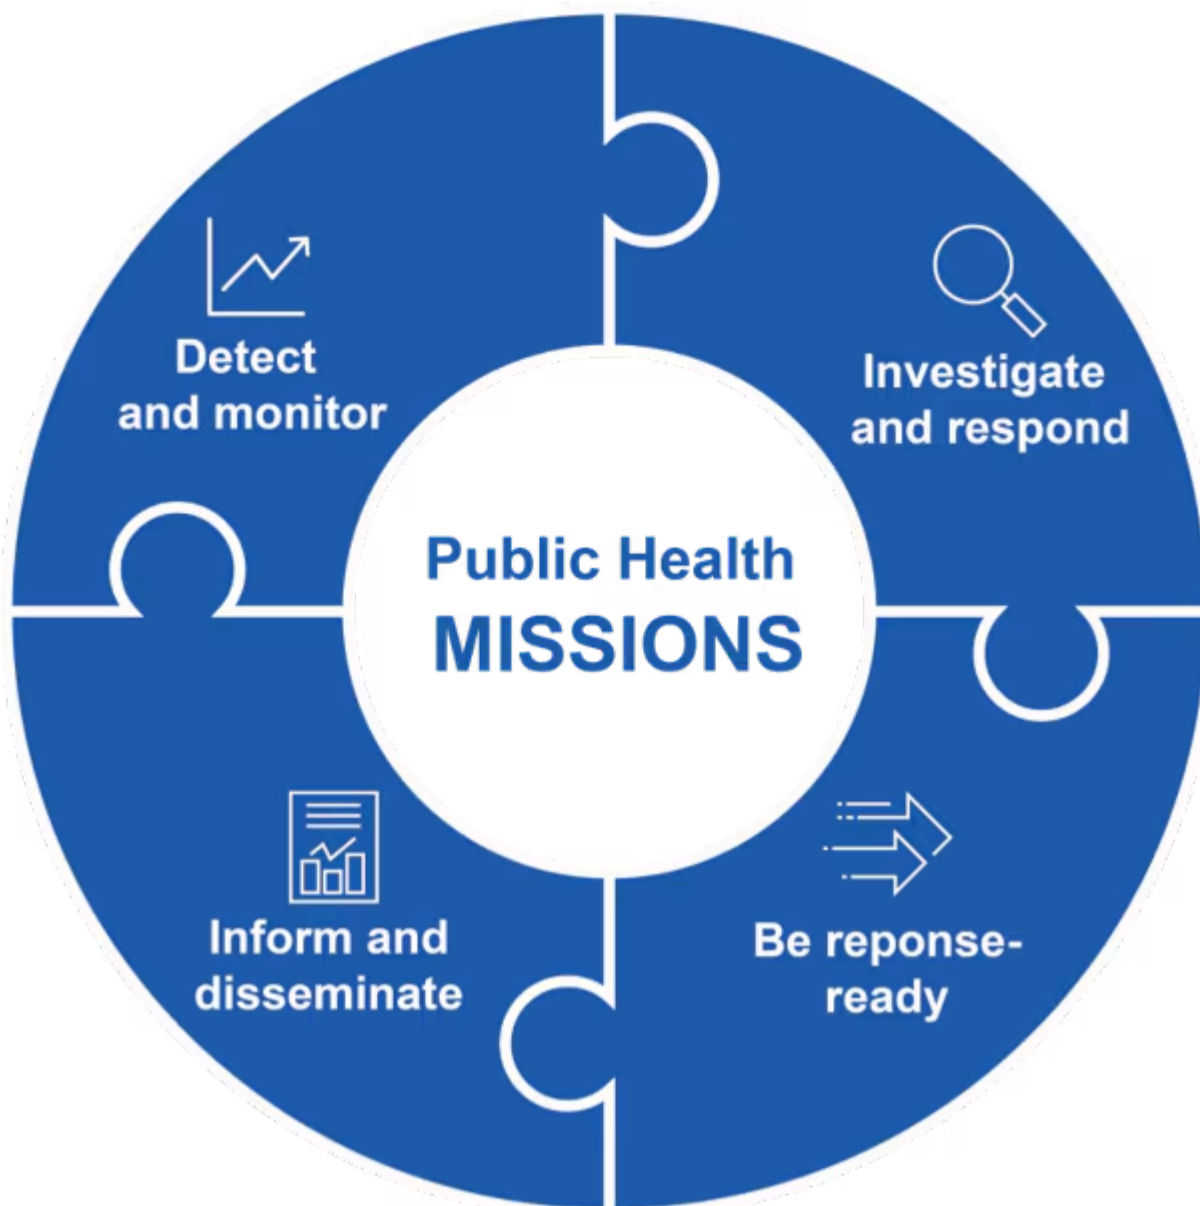 Detect
and monitor
Investigate
and respond
Public Health
MISSIONS
Inform and
disseminate
Be reponse-
ready